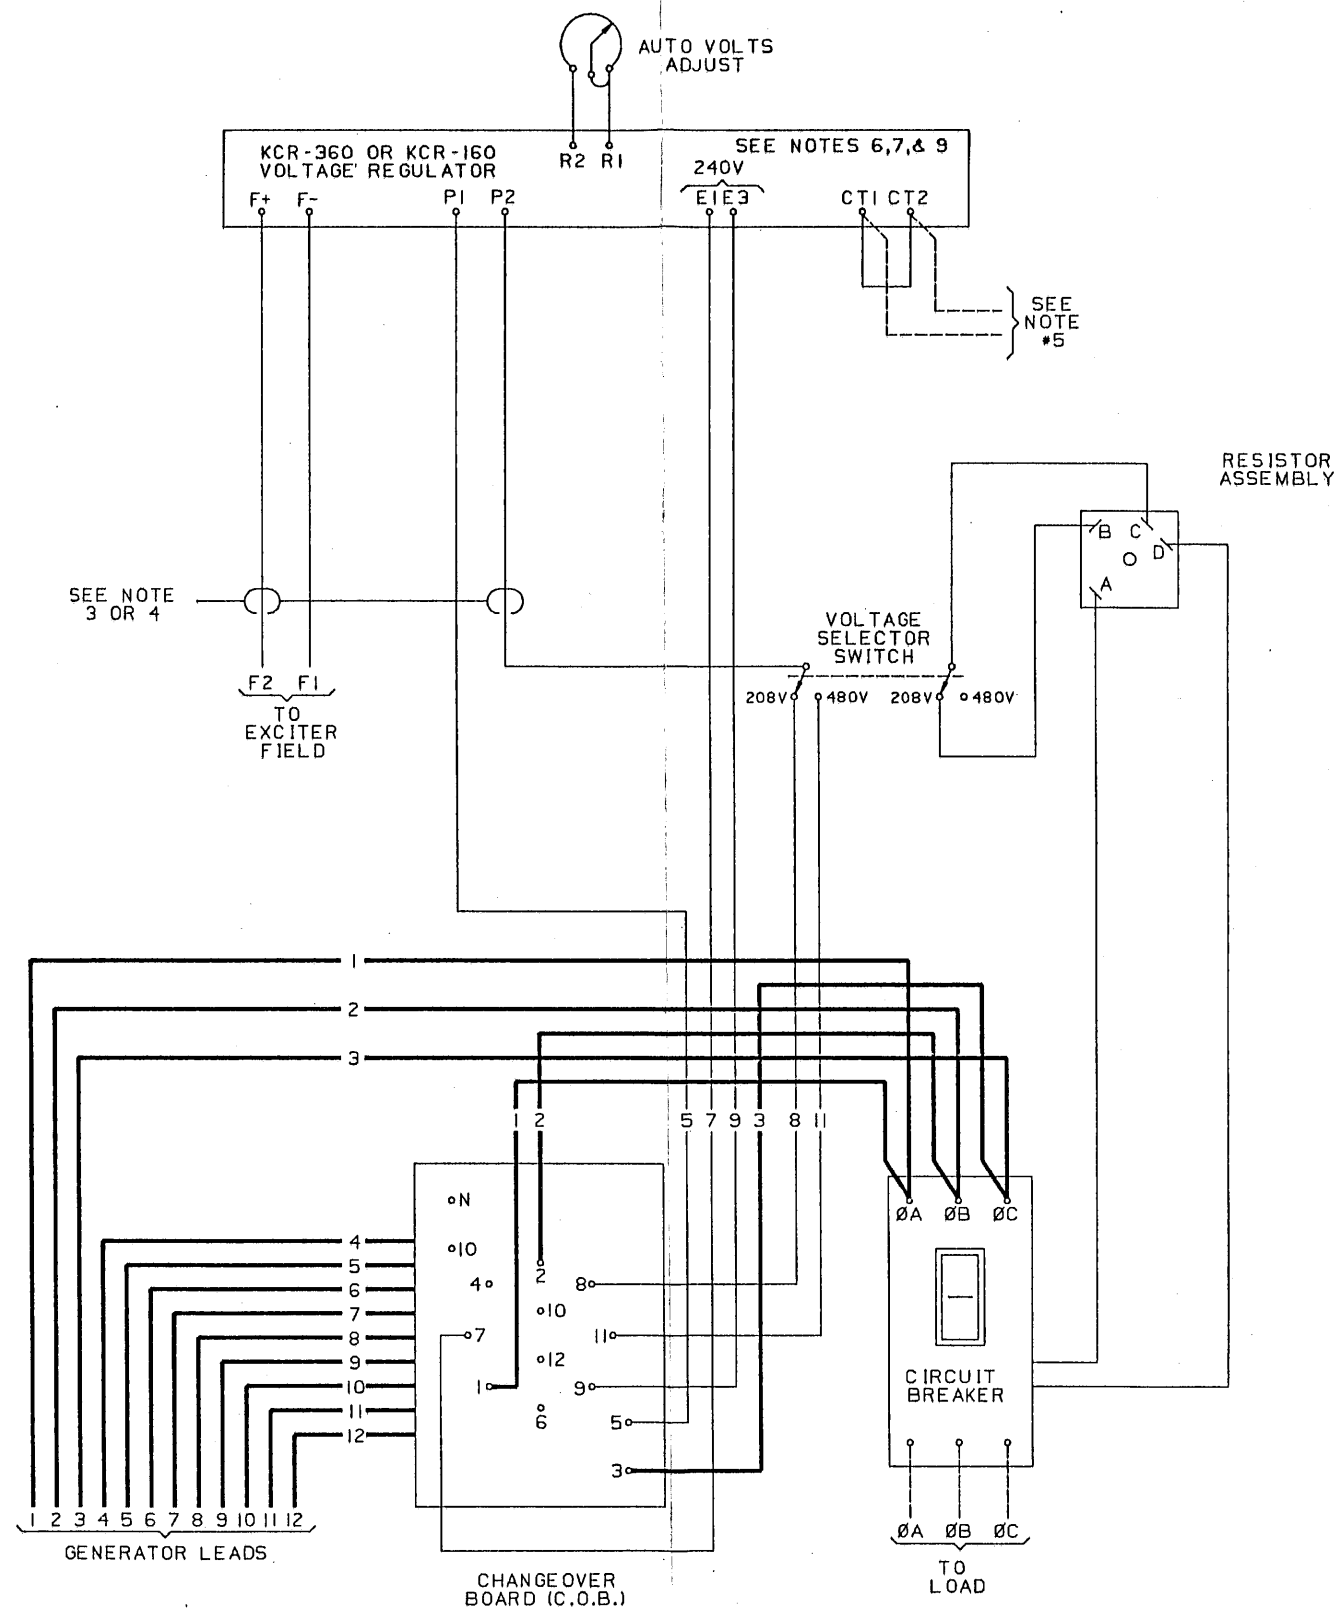 AUTO VOLTS
ADJUST
KCR-360 OR KCR-160
VOLTAGE REGULATOR
R2 R1
SEE NOTES 6,7,& 9
240V
F+ F- P1 P2 E1E3 CT1 CT2
SEE
NOTE
#5
RESISTOR
ASSEMBLY
B C
D
A
SEE NOTE
3 OR 4
VOLTAGE
SELECTOR
SWITCH
F2 F1
208V 480V 208V 480V
TO
EXCITER
FIELD
1
2
3
1 2 5 7 9 3 8 11
N
ØA ØB ØC
4
10
5
2
4 8
6
10
7
7 11
8
12
9
CIRCUIT
BREAKER
10
1 9
11
6 5
12
3
1 2 3 4 5 6 7 8 9 10 11 12
ØA ØB ØC
GENERATOR LEADS
TO
LOAD
CHANGEOVER
BOARD (C.O.B.)